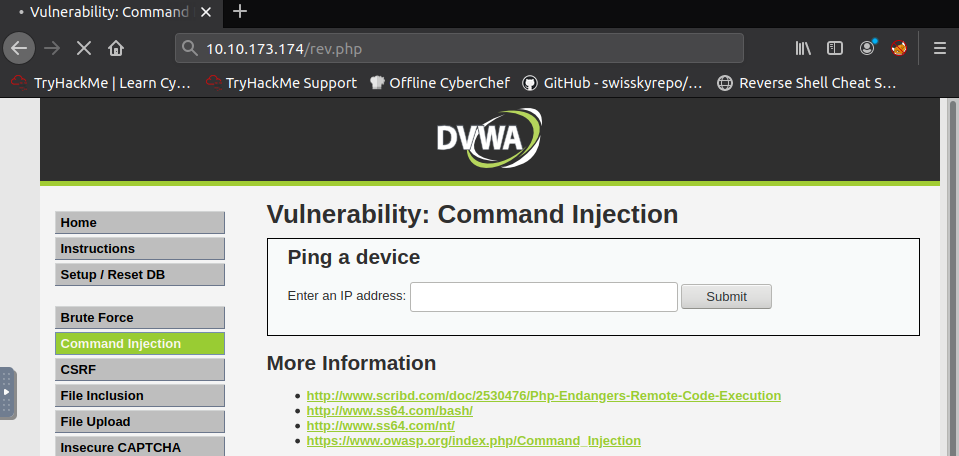 Vulnerability: Command
10.10.173.174/rev.php
TryHackMe | Learn Cy…
TryHackMe Support
Offline CyberChef
GitHub - swisskyrepo/…
Reverse Shell Cheat S…
DVWA
Home
Instructions
Setup / Reset DB
Brute Force
Command Injection
CSRF
File Inclusion
File Upload
Insecure CAPTCHA
Vulnerability: Command Injection
Ping a device
Enter an IP address:
Submit
More Information
http://www.scribd.com/doc/2530476/Php-Endangers-Remote-Code-Execution
http://www.ss64.com/bash/
http://www.ss64.com/nt/
https://www.owasp.org/index.php/Command_Injection